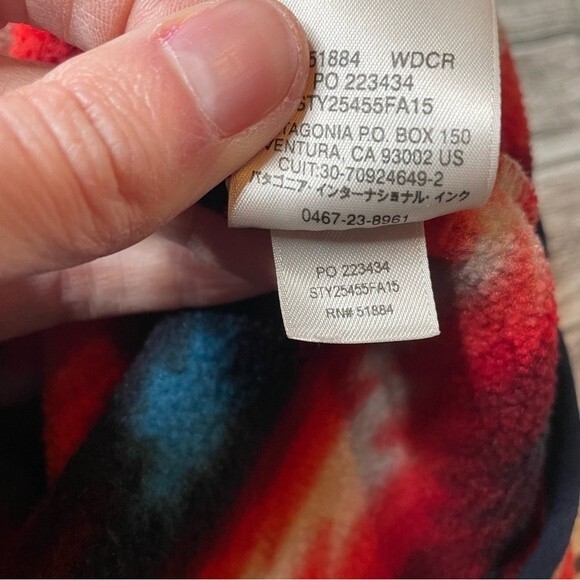 51884 WDCR
PO 223434
STY25455FA15
TAGONIA P.O. BOX 150
VENTURA, CA 93002 US
CUIT:30-70924649-2
パタゴニア・インターナショナル・インク
0467-23-8961
PO 223434
STY25455FA15
RN# 51884